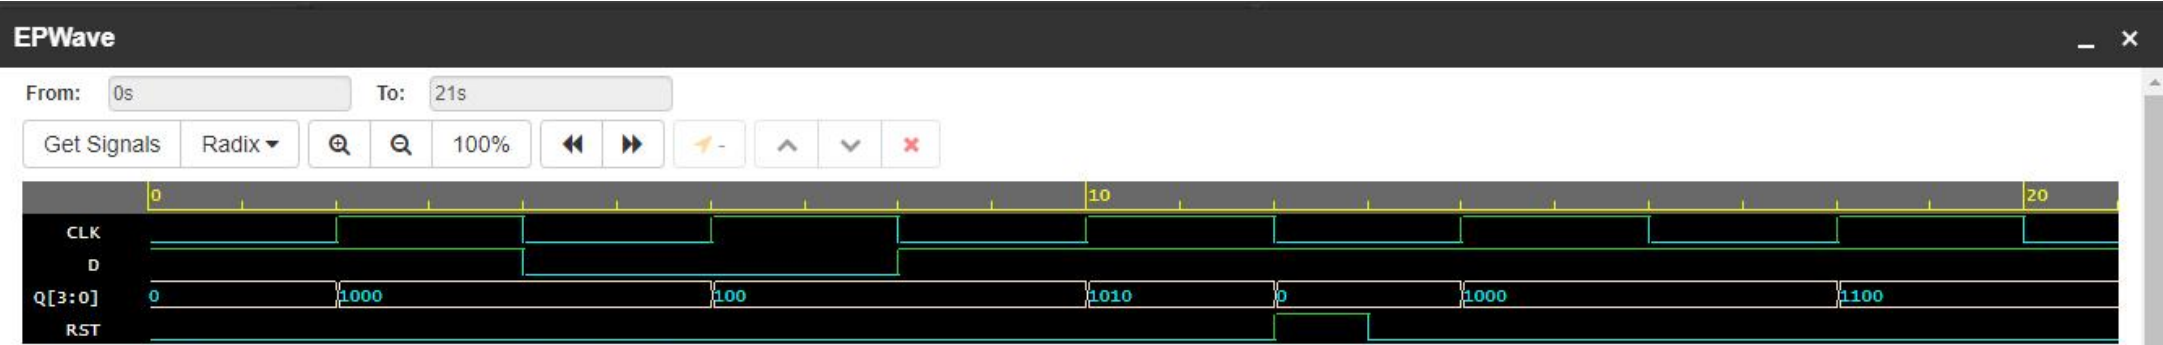 EPWave
From: 0s To: 21s
Get Signals Radix 100% -
0 10 20
CLK
D
Q[3:0] 0 1000 100 1010 0 1000 1100
RST